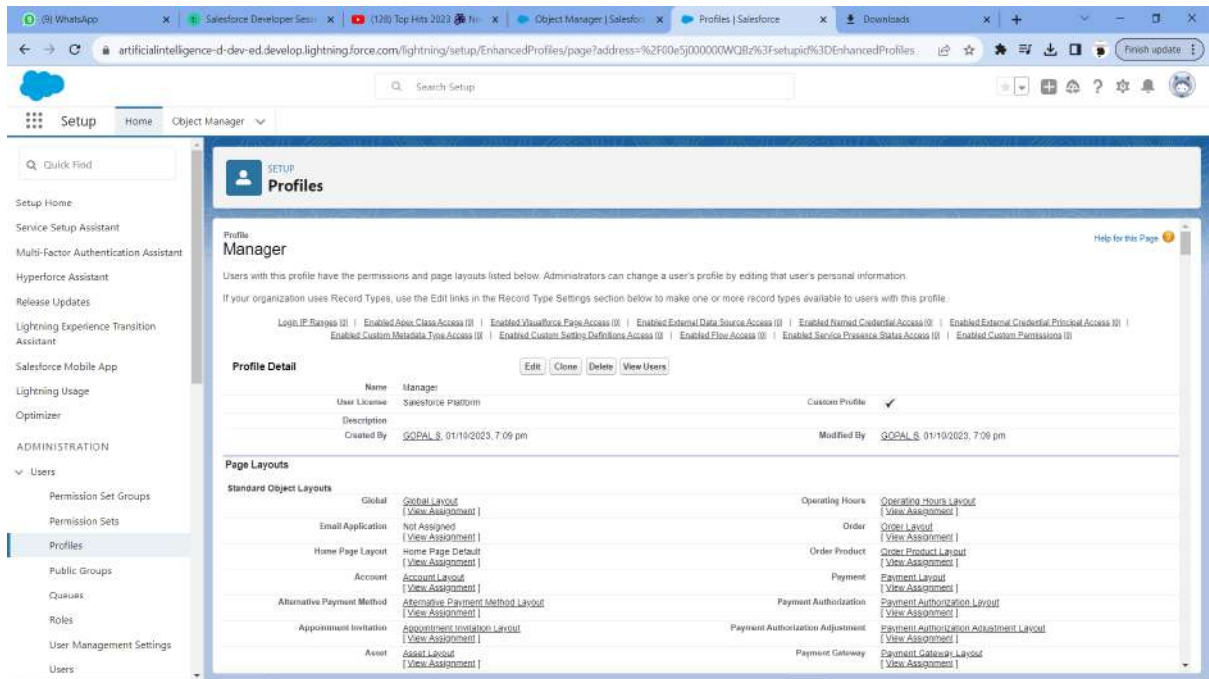 (9) WhatsApp
Salesforce Developer Sess
(128) Top Hits 2023
Object Manager | Salesfor
Profiles | Salesforce
Downloads
artificialintelligence-d-dev-ed.develop.lightning.force.com/lightning/setup/EnhancedProfiles/page?address=%2F00e5j000000WQBz%3Fsetupid%3DEnhancedProfiles
Finish update
Search Setup
Setup Home Object Manager
Quick Find
Setup Home
Service Setup Assistant
Multi-Factor Authentication Assistant
Hyperforce Assistant
Release Updates
Lightning Experience Transition
Assistant
Salesforce Mobile App
Lightning Usage
Optimizer
ADMINISTRATION
Users
Permission Set Groups
Permission Sets
Profiles
Public Groups
Queues
Roles
User Management Settings
Users
SETUP
Profiles
Profile
Manager
Help for this Page
Users with this profile have the permissions and page layouts listed below. Administrators can change a user's profile by editing that user's personal information.
If your organization uses Record Types, use the Edit links in the Record Type Settings section below to make one or more record types available to users with this profile.
Login IP Ranges [0] | Enabled Apex Class Access [0] | Enabled Visualforce Page Access [0] | Enabled External Data Source Access [0] | Enabled Named Credential Access [0] | Enabled External Credential Principal Access [0] |
Enabled Custom Metadata Type Access [0] | Enabled Custom Setting Definitions Access [0] | Enabled Flow Access [0] | Enabled Service Presence Status Access [0] | Enabled Custom Permissions [0]
Profile Detail Edit Clone Delete View Users
Name Manager
User License Salesforce Platform Custom Profile
Description
Created By GOPAL S, 01/10/2023, 7:09 pm Modified By GOPAL S, 01/10/2023, 7:09 pm
Page Layouts
Standard Object Layouts
Global Global Layout Operating Hours Operating Hours Layout
[ View Assignment ] [ View Assignment ]
Email Application Not Assigned Order Order Layout
[ View Assignment ] [ View Assignment ]
Home Page Layout Home Page Default Order Product Order Product Layout
[ View Assignment ] [ View Assignment ]
Account Account Layout Payment Payment Layout
[ View Assignment ] [ View Assignment ]
Alternative Payment Method Alternative Payment Method Layout Payment Authorization Payment Authorization Layout
[ View Assignment ] [ View Assignment ]
Appointment Invitation Appointment Invitation Layout Payment Authorization Adjustment Payment Authorization Adjustment Layout
[ View Assignment ] [ View Assignment ]
Asset Asset Layout Payment Gateway Payment Gateway Layout
[ View Assignment ] [ View Assignment ]